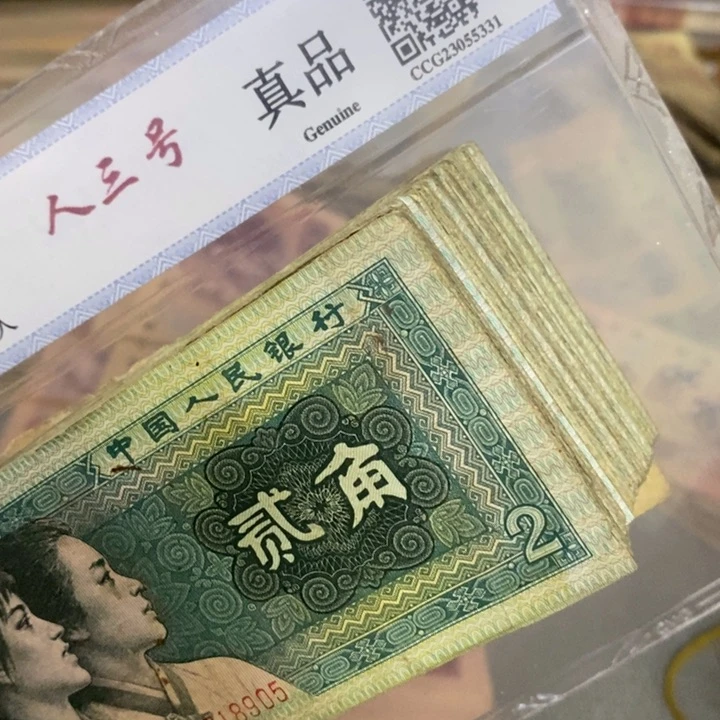 真品
Genuine
CCG23055331
人三号
中国人民银行
贰角
2
18905